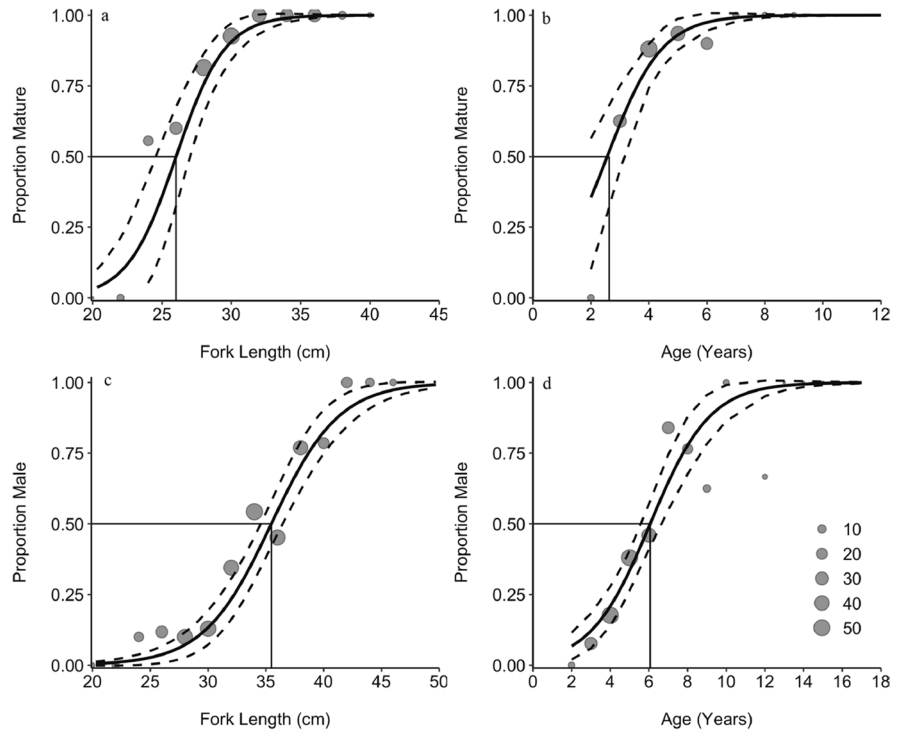 a
1.00
0.75
0.50
0.25
0.00
20 25 30 35 40 45
Proportion Mature
Fork Length (cm)
b
1.00
0.75
0.50
0.25
0.00
0 2 4 6 8 10 12
Proportion Mature
Age (Years)
c
1.00
0.75
0.50
0.25
0.00
20 25 30 35 40 45 50
Proportion Male
Fork Length (cm)
d
1.00
0.75
0.50
0.25
0.00
0 2 4 6 8 10 12 14 16 18
Proportion Male
Age (Years)
10
20
30
40
50